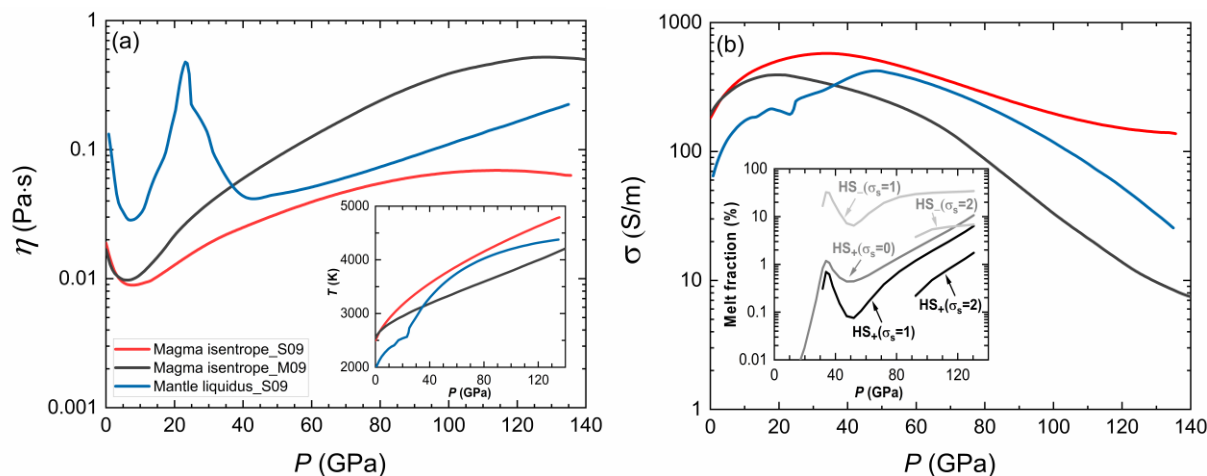 (a)
η (Pa·s)
1
0.1
0.01
0.001
0 20 40 60 80 100 120 140
P (GPa)
Magma isentrope_S09
Magma isentrope_M09
Mantle liquidus_S09
T (K)
5000
4000
3000
2000
0 40 80 120
P (GPa)
(b)
σ (S/m)
1000
100
10
1
0 20 40 60 80 100 120 140
P (GPa)
Melt fraction (%)
100
10
1
0.1
0.01
0 40 80 120
P (GPa)
HS₋(σₛ=1)
HS₋(σₛ=2)
HS₊(σₛ=0)
HS₊(σₛ=2)
HS₊(σₛ=1)